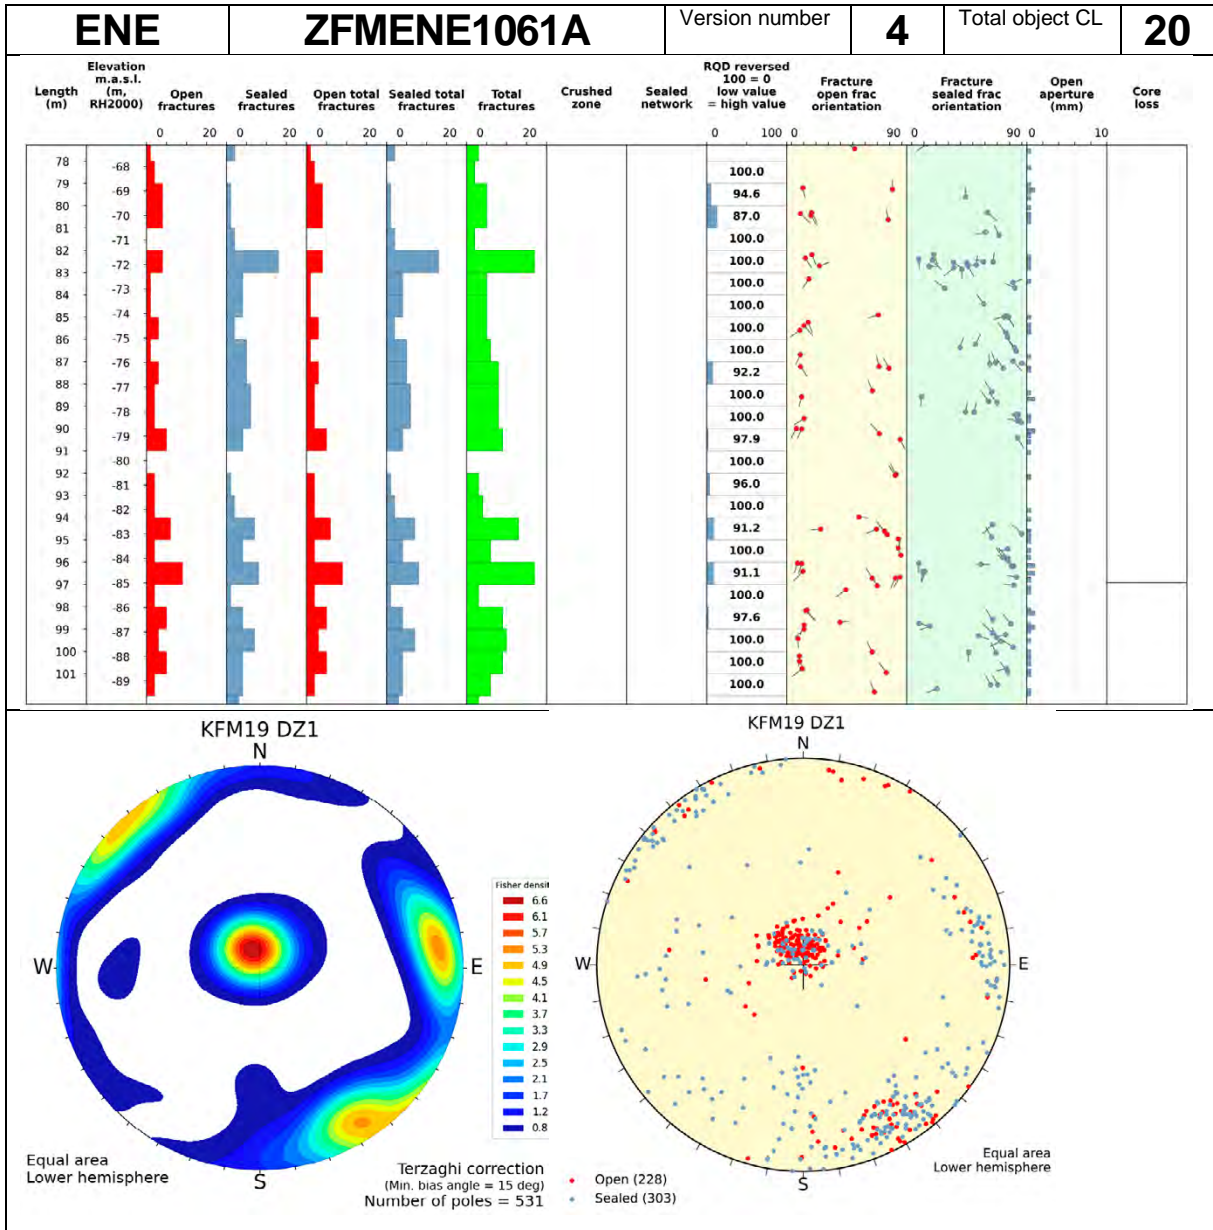 ENE ZFMENE1061A Version number 4 Total object CL 20
Length (m)
Elevation m.a.s.l. (m, RH2000)
Open fractures
Sealed fractures
Open total fractures
Sealed total fractures
Total fractures
Crushed zone
Sealed network
RQD reversed 100 = 0 low value = high value
Fracture open frac orientation
Fracture sealed frac orientation
Open aperture (mm)
Core loss
0 20 0 20 0 20 0 20 0 20 0 100 0 90 0 90 0 10
78
79
80
81
82
83
84
85
86
87
88
89
90
91
92
93
94
95
96
97
98
99
100
101
-68
-69
-70
-71
-72
-73
-74
-75
-76
-77
-78
-79
-80
-81
-82
-83
-84
-85
-86
-87
-88
-89
100.0
94.6
87.0
100.0
100.0
100.0
100.0
100.0
100.0
92.2
100.0
100.0
97.9
100.0
96.0
100.0
91.2
100.0
91.1
100.0
97.6
100.0
100.0
100.0
KFM19 DZ1
N
W
E
S
Fisher densit
6.6
6.1
5.7
5.3
4.9
4.5
4.1
3.7
3.3
2.9
2.5
2.1
1.7
1.2
0.8
Equal area
Lower hemisphere
Terzaghi correction
(Min. bias angle = 15 deg)
Number of poles = 531
KFM19 DZ1
N
W
E
S
Open (228)
Sealed (303)
Equal area
Lower hemisphere